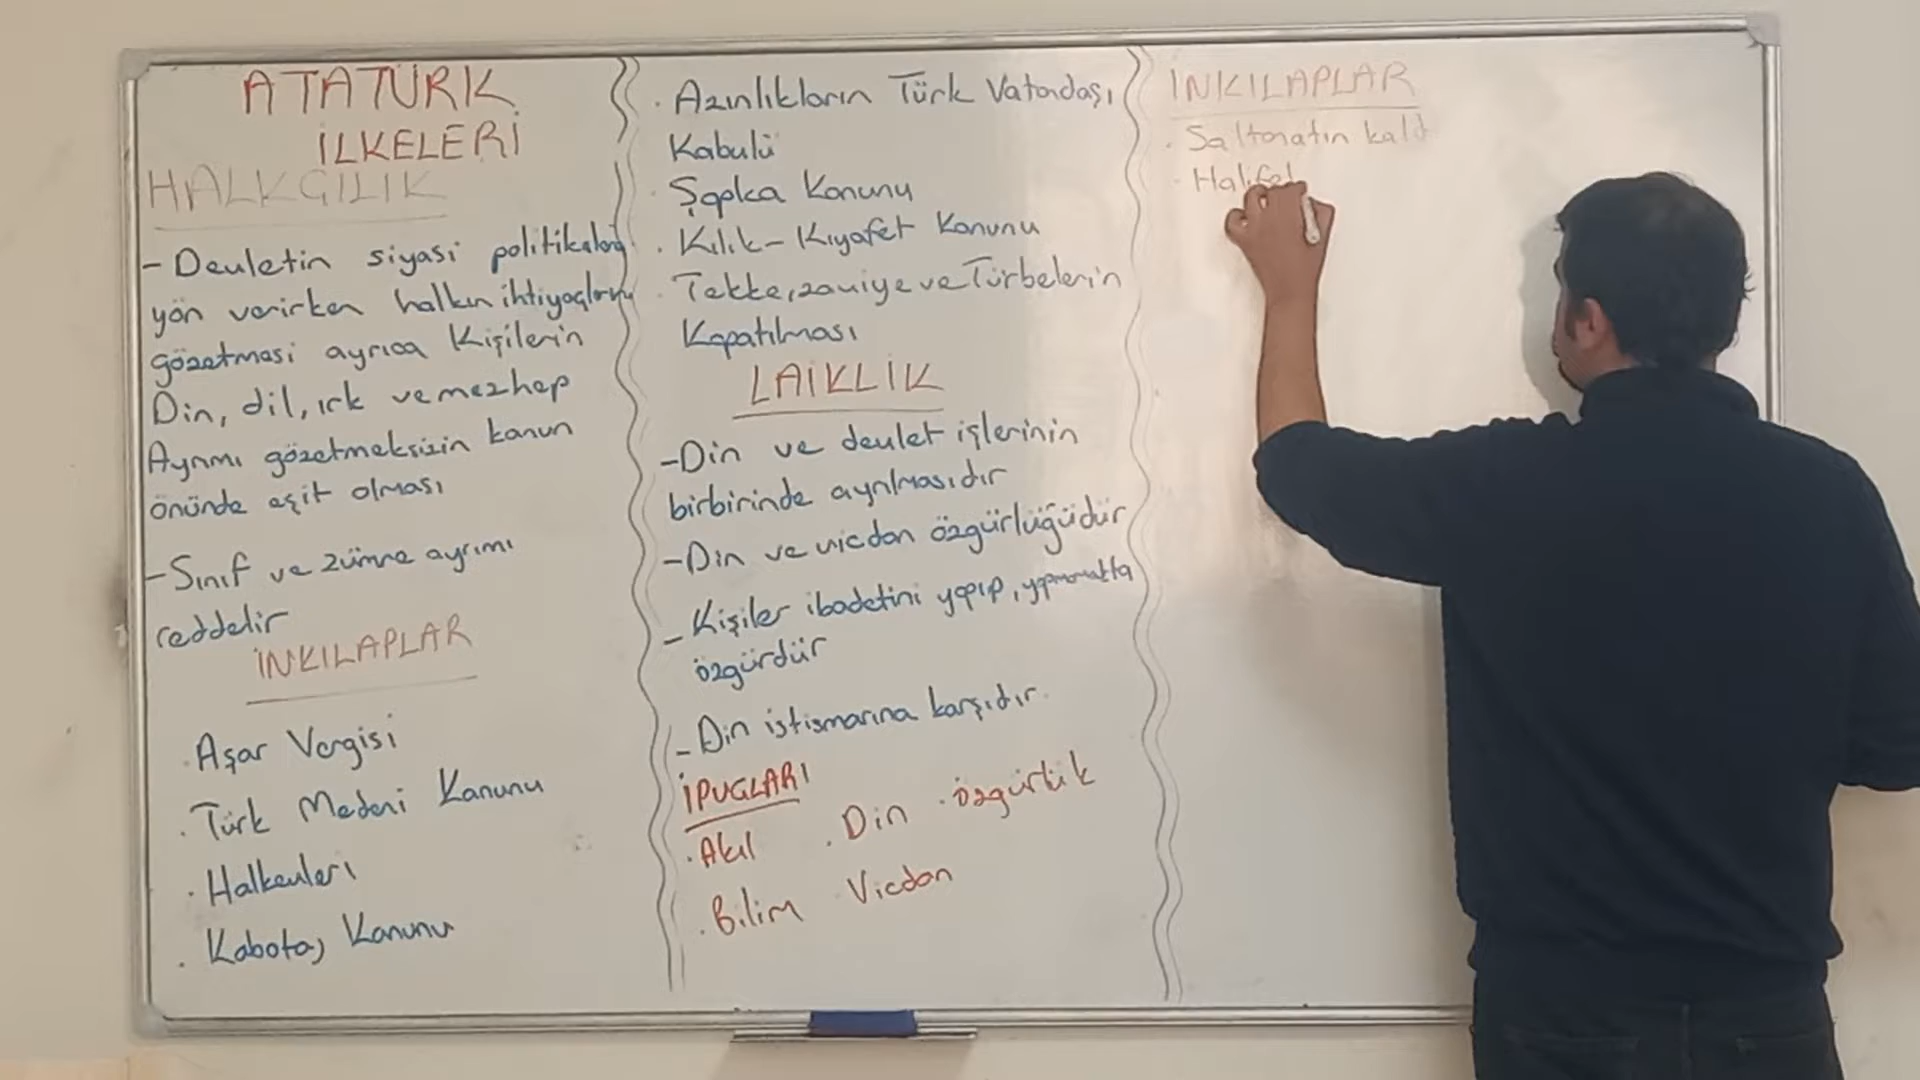 ATATÜRK
İLKELERİ
HALKÇILIK
- Devletin siyasi politikaları
yön verirken halkın ihtiyaçlarını
gözetmesi ayrıca Kişilerin
Din, dil, ırk ve mezhep
Ayrımı gözetmeksizin kanun
önünde eşit olması
- Sınıf ve zümre ayrımı
reddelir
İNKILAPLAR
. Aşar Vergisi
. Türk Medeni Kanunu
. Halkevleri
. Kabotaj Kanunu
. Azınlıkların Türk Vatandaşı
Kabulü
. Şapka Kanunu
. Kılık - Kıyafet Kanunu
. Tekke, zaviye ve Türbelerin
Kapatılması
LAİKLİK
- Din ve devlet işlerinin
birbirinde ayrılmasıdır
- Din ve vicdan özgürlüğüdür
- Kişiler ibadetini yapıp, yapmamakta
özgürdür
- Din istismarına karşıdır.
İPUÇLARI
. Akıl . Din . özgürlük
. Bilim Vicdan
INKILAPLAR
. Saltanatın kald
- Halifel